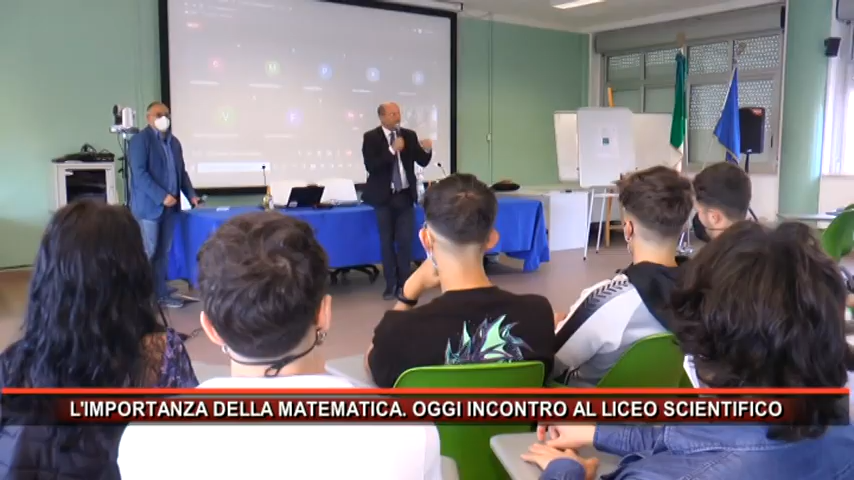 L'IMPORTANZA DELLA MATEMATICA. OGGI INCONTRO AL LICEO SCIENTIFICO